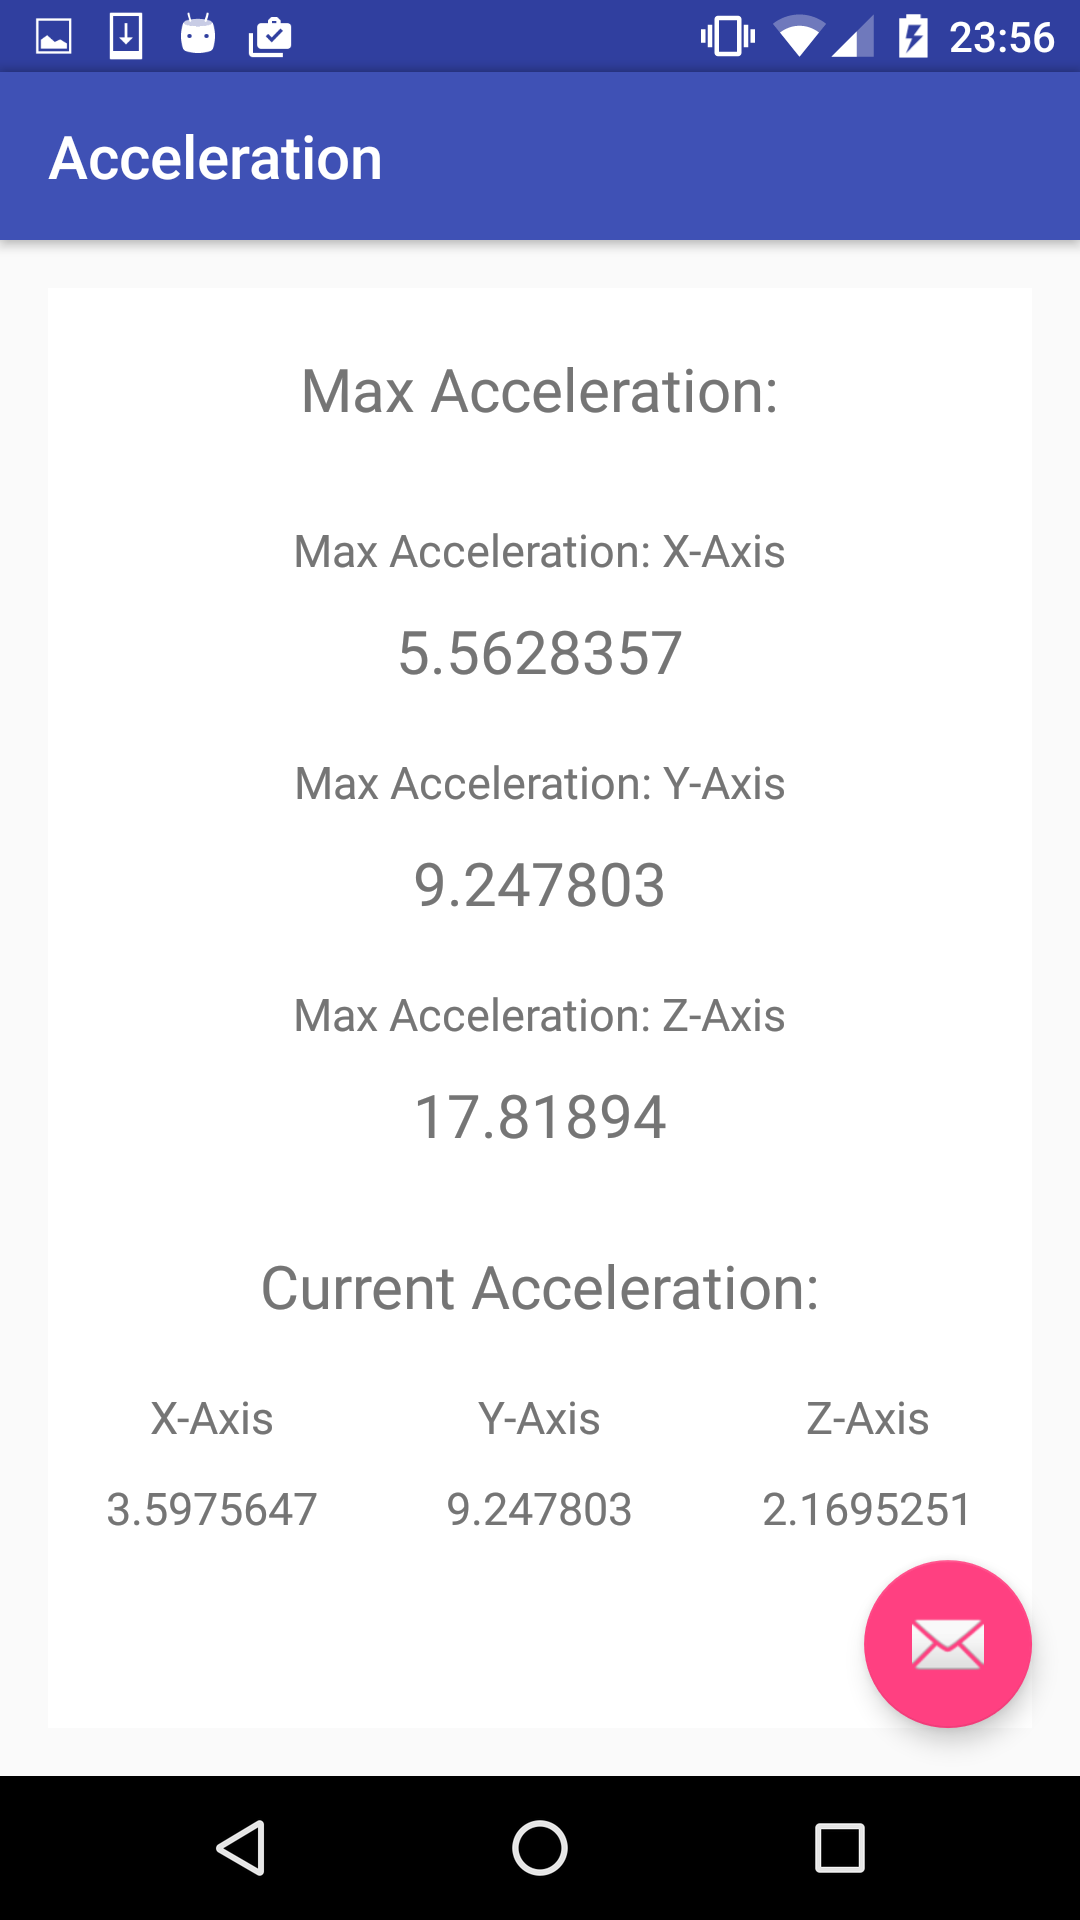 23:56
Acceleration
Max Acceleration:
Max Acceleration: X-Axis
5.5628357
Max Acceleration: Y-Axis
9.247803
Max Acceleration: Z-Axis
17.81894
Current Acceleration:
X-Axis Y-Axis Z-Axis
3.5975647 9.247803 2.1695251